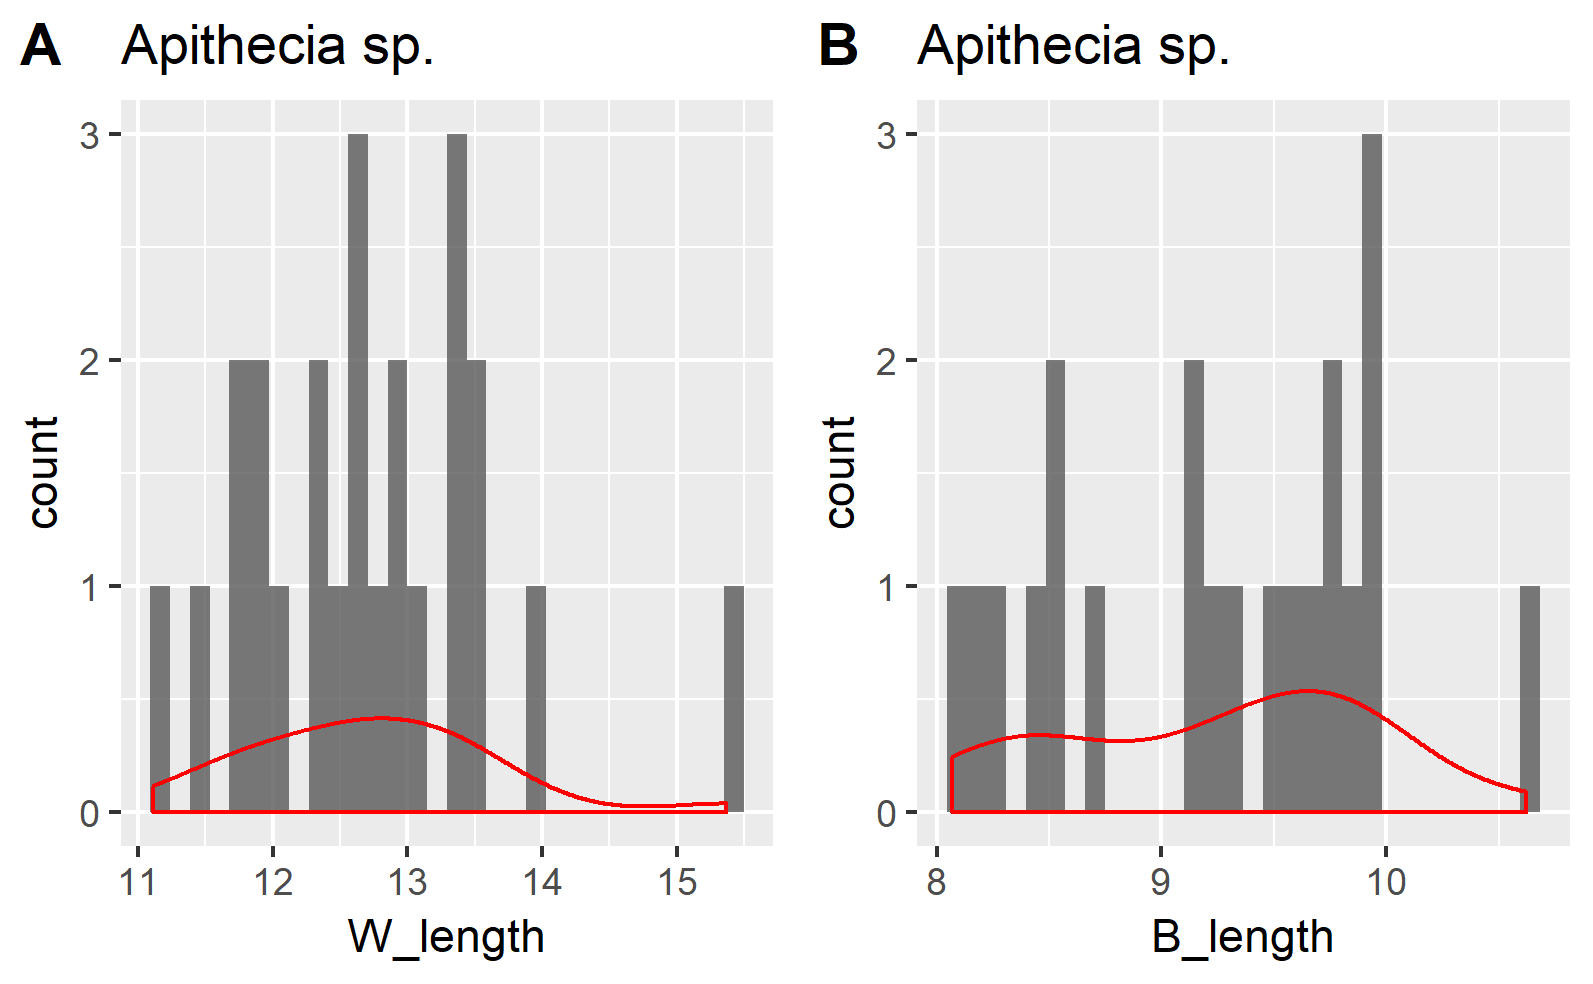 A Apithecia sp.
3
2
1
0
count
11 12 13 14 15
W_length
B Apithecia sp.
3
2
1
0
count
8 9 10
B_length